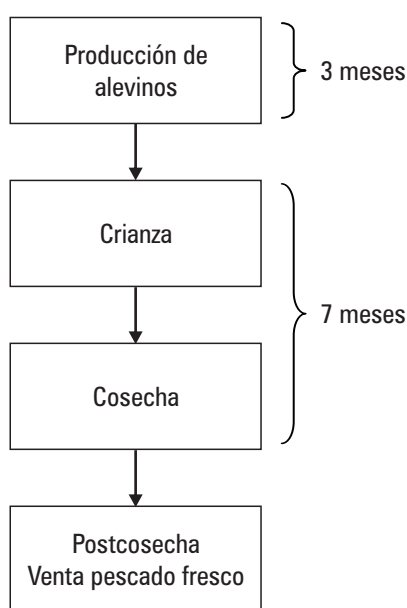 Producción de
alevinos
3 meses
Crianza
7 meses
Cosecha
Postcosecha
Venta pescado fresco